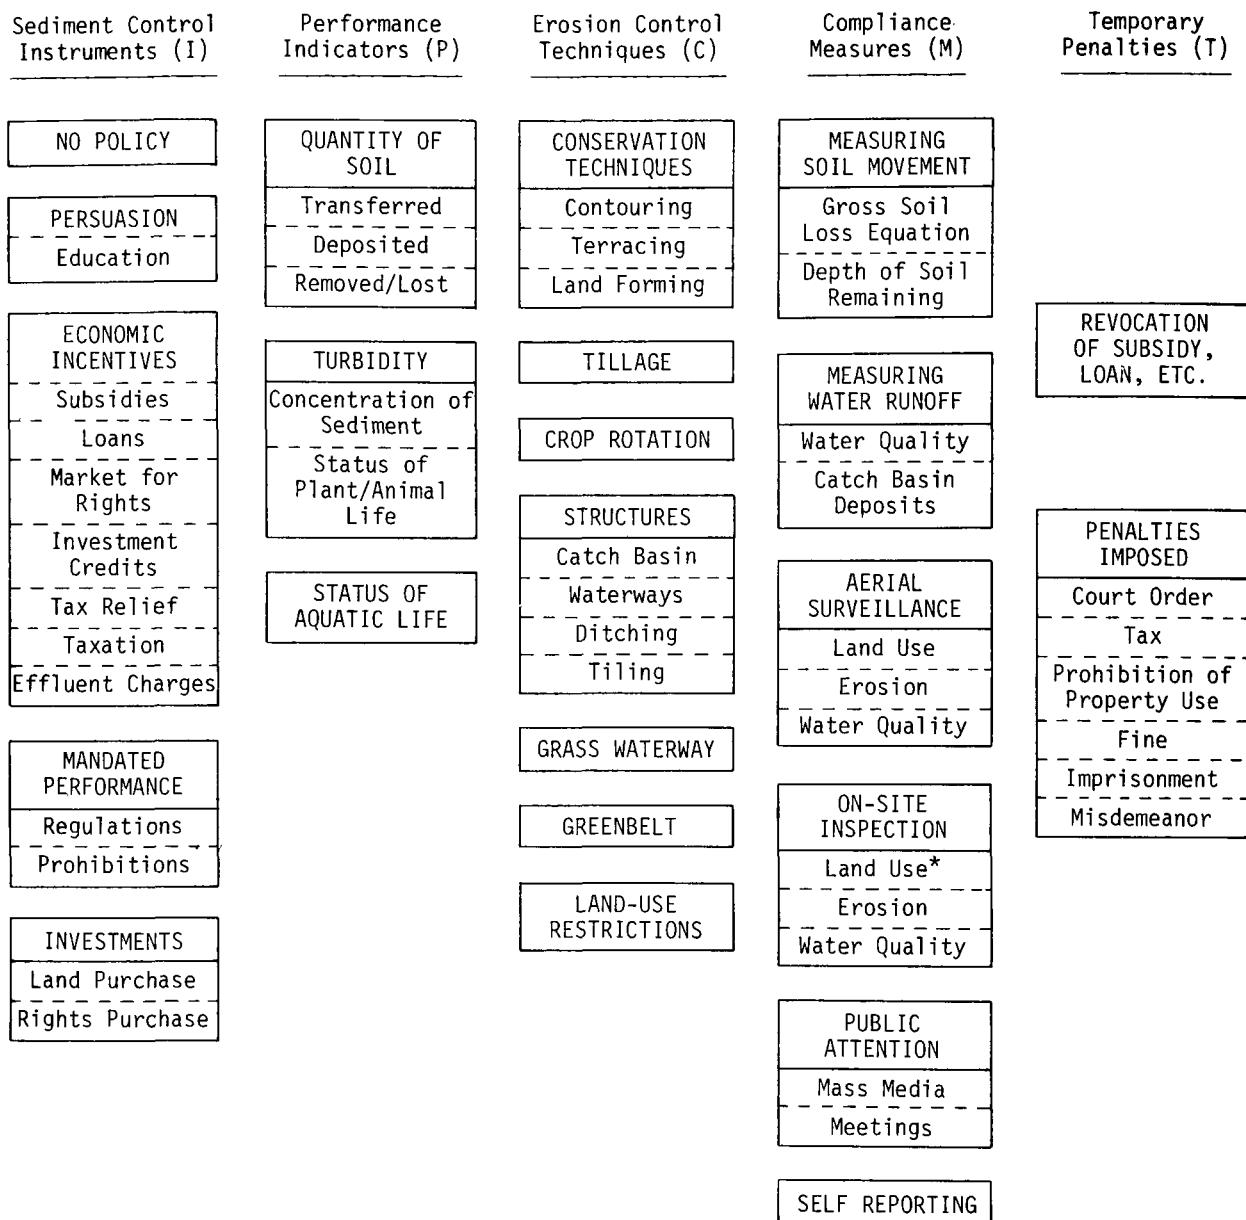 Sediment Control
Instruments (I)
NO POLICY
PERSUASION
Education
ECONOMIC
INCENTIVES
Subsidies
Loans
Market for
Rights
Investment
Credits
Tax Relief
Taxation
Effluent Charges
MANDATED
PERFORMANCE
Regulations
Prohibitions
INVESTMENTS
Land Purchase
Rights Purchase
Performance
Indicators (P)
QUANTITY OF
SOIL
Transferred
Deposited
Removed/Lost
TURBIDITY
Concentration of
Sediment
Status of
Plant/Animal
Life
STATUS OF
AQUATIC LIFE
Erosion Control
Techniques (C)
CONSERVATION
TECHNIQUES
Contouring
Terracing
Land Forming
TILLAGE
CROP ROTATION
STRUCTURES
Catch Basin
Waterways
Ditching
Tiling
GRASS WATERWAY
GREENBELT
LAND-USE
RESTRICTIONS
Compliance
Measures (M)
MEASURING
SOIL MOVEMENT
Gross Soil
Loss Equation
Depth of Soil
Remaining
MEASURING
WATER RUNOFF
Water Quality
Catch Basin
Deposits
AERIAL
SURVEILLANCE
Land Use
Erosion
Water Quality
ON-SITE
INSPECTION
Land Use*
Erosion
Water Quality
PUBLIC
ATTENTION
Mass Media
Meetings
SELF REPORTING
Temporary
Penalties (T)
REVOCATION
OF SUBSIDY,
LOAN, ETC.
PENALTIES
IMPOSED
Court Order
Tax
Prohibition of
Property Use
Fine
Imprisonment
Misdemeanor